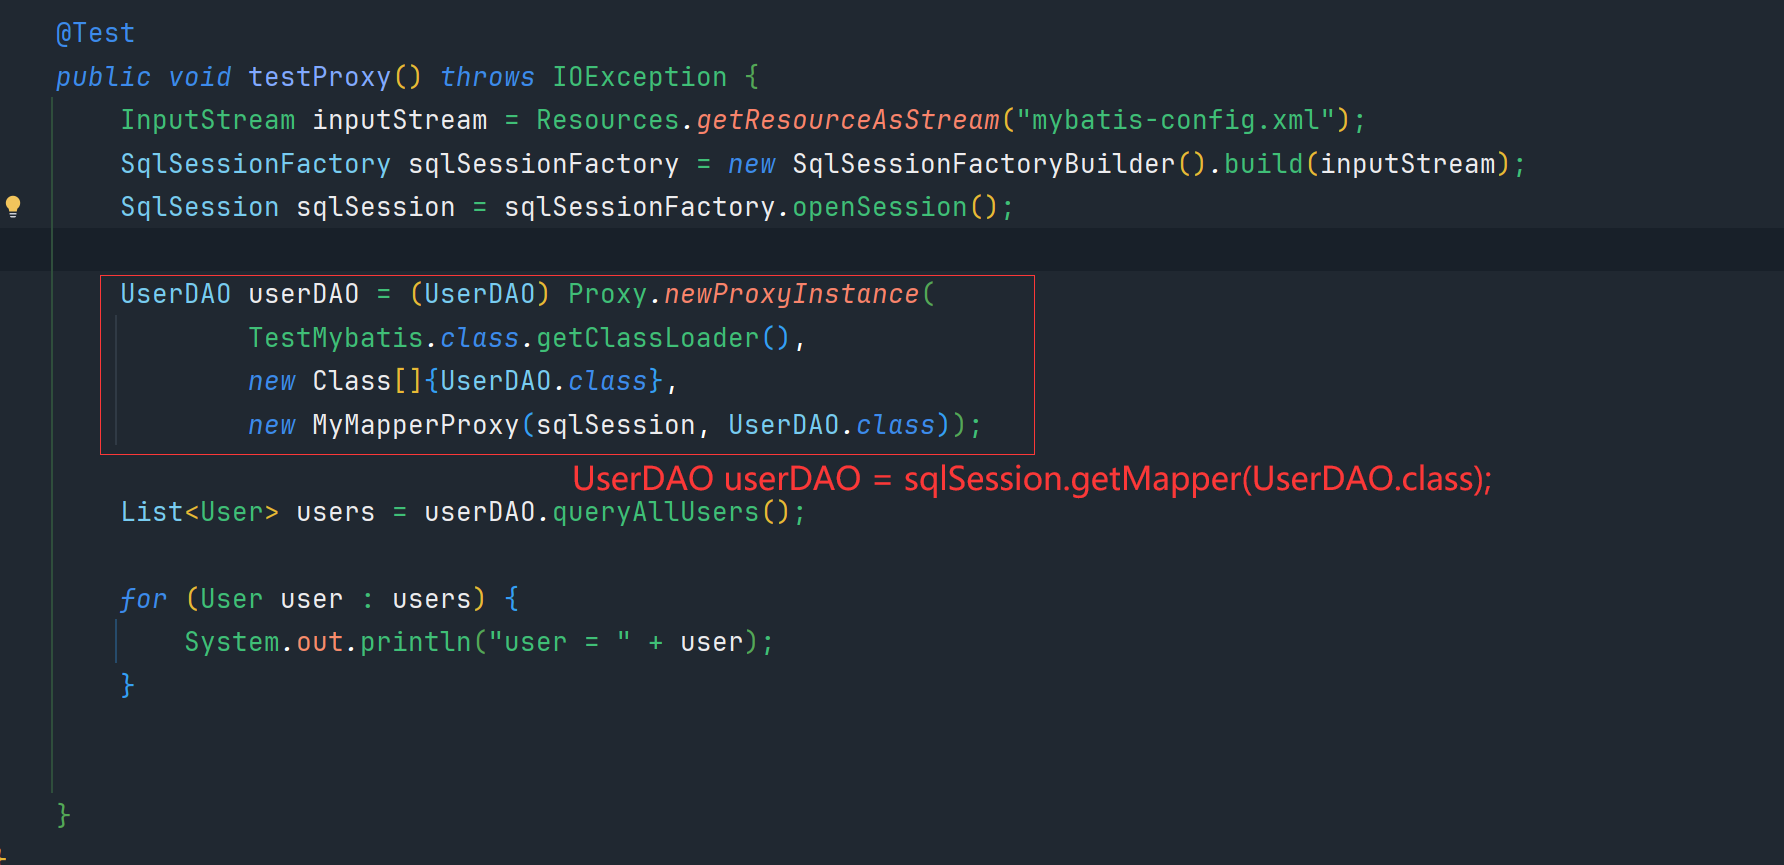 @Test
public void testProxy() throws IOException {
InputStream inputStream = Resources.getResourceAsStream("mybatis-config.xml");
SqlSessionFactory sqlSessionFactory = new SqlSessionFactoryBuilder().build(inputStream);
SqlSession sqlSession = sqlSessionFactory.openSession();
UserDAO userDAO = (UserDAO) Proxy.newProxyInstance(
TestMybatis.class.getClassLoader(),
new Class[]{UserDAO.class},
new MyMapperProxy(sqlSession, UserDAO.class));
UserDAO userDAO = sqlSession.getMapper(UserDAO.class);
List<User> users = userDAO.queryAllUsers();
for (User user : users) {
System.out.println("user = " + user);
}
}